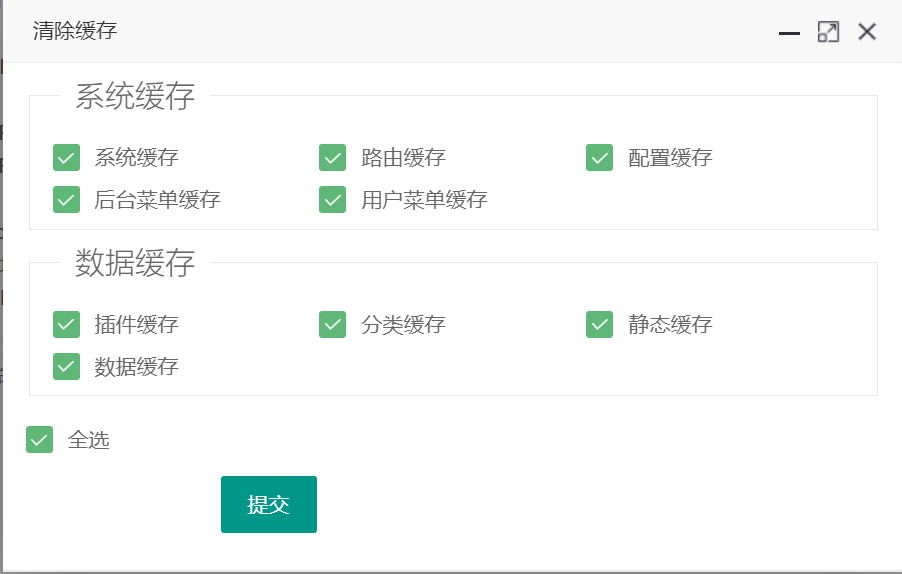 清除缓存
系统缓存
系统缓存 路由缓存 配置缓存
后台菜单缓存 用户菜单缓存
数据缓存
插件缓存 分类缓存 静态缓存
数据缓存
全选
提交